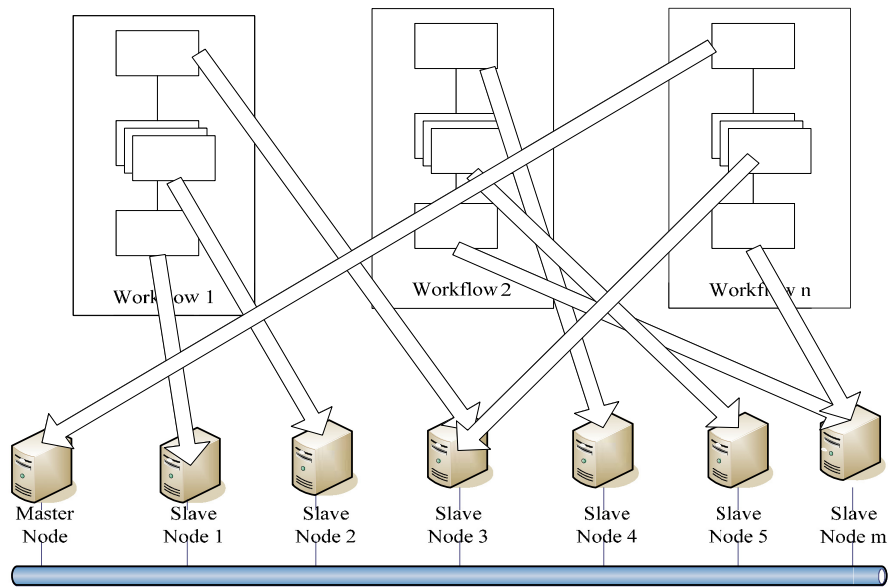 Workflow 1
Workflow 2
Workflow n
Master
Node
Slave
Node 1
Slave
Node 2
Slave
Node 3
Slave
Node 4
Slave
Node 5
Slave
Node m